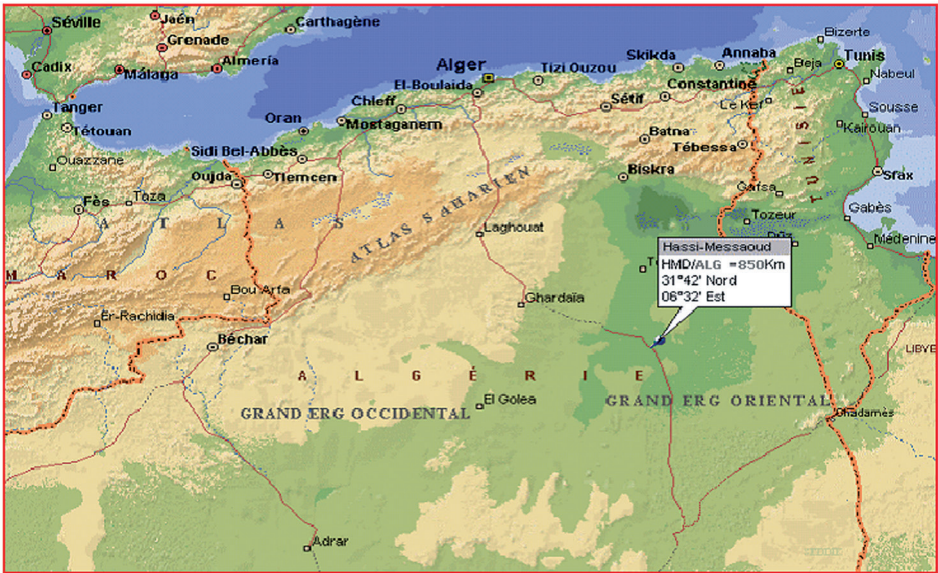 Séville
Jaén
Carthagène
Grenade
Cadix
Málaga
Almería
Bizerte
Alger
Tizi Ouzou
Skikda
Annaba
Beja
Tunis
Nabeul
El-Boulaida
Constantine
Tanger
Chleff
Sétif
Le Kef
Sousse
Tétouan
Oran
Mostaganem
Kairouan
Batna
Tébessa
TUNISIE
Ouazzane
Sidi Bel-Abbès
Oujda
Tlemcen
Biskra
Sfax
Fès
Taza
Gafsa
ATLAS
ATLAS SAHARIEN
Tozeur
Gabès
Laghouat
Médenine
Hassi-Messaoud
HMD/ALG =850Km
31°42' Nord
06°32' Est
MAROC
Bou Arfa
Ghardaïa
Er-Rachidia
Béchar
LIBYE
ALGÉRIE
GRAND ERG OCCIDENTAL
El Goléa
GRAND ERG ORIENTAL
Ghadamès
Adrar